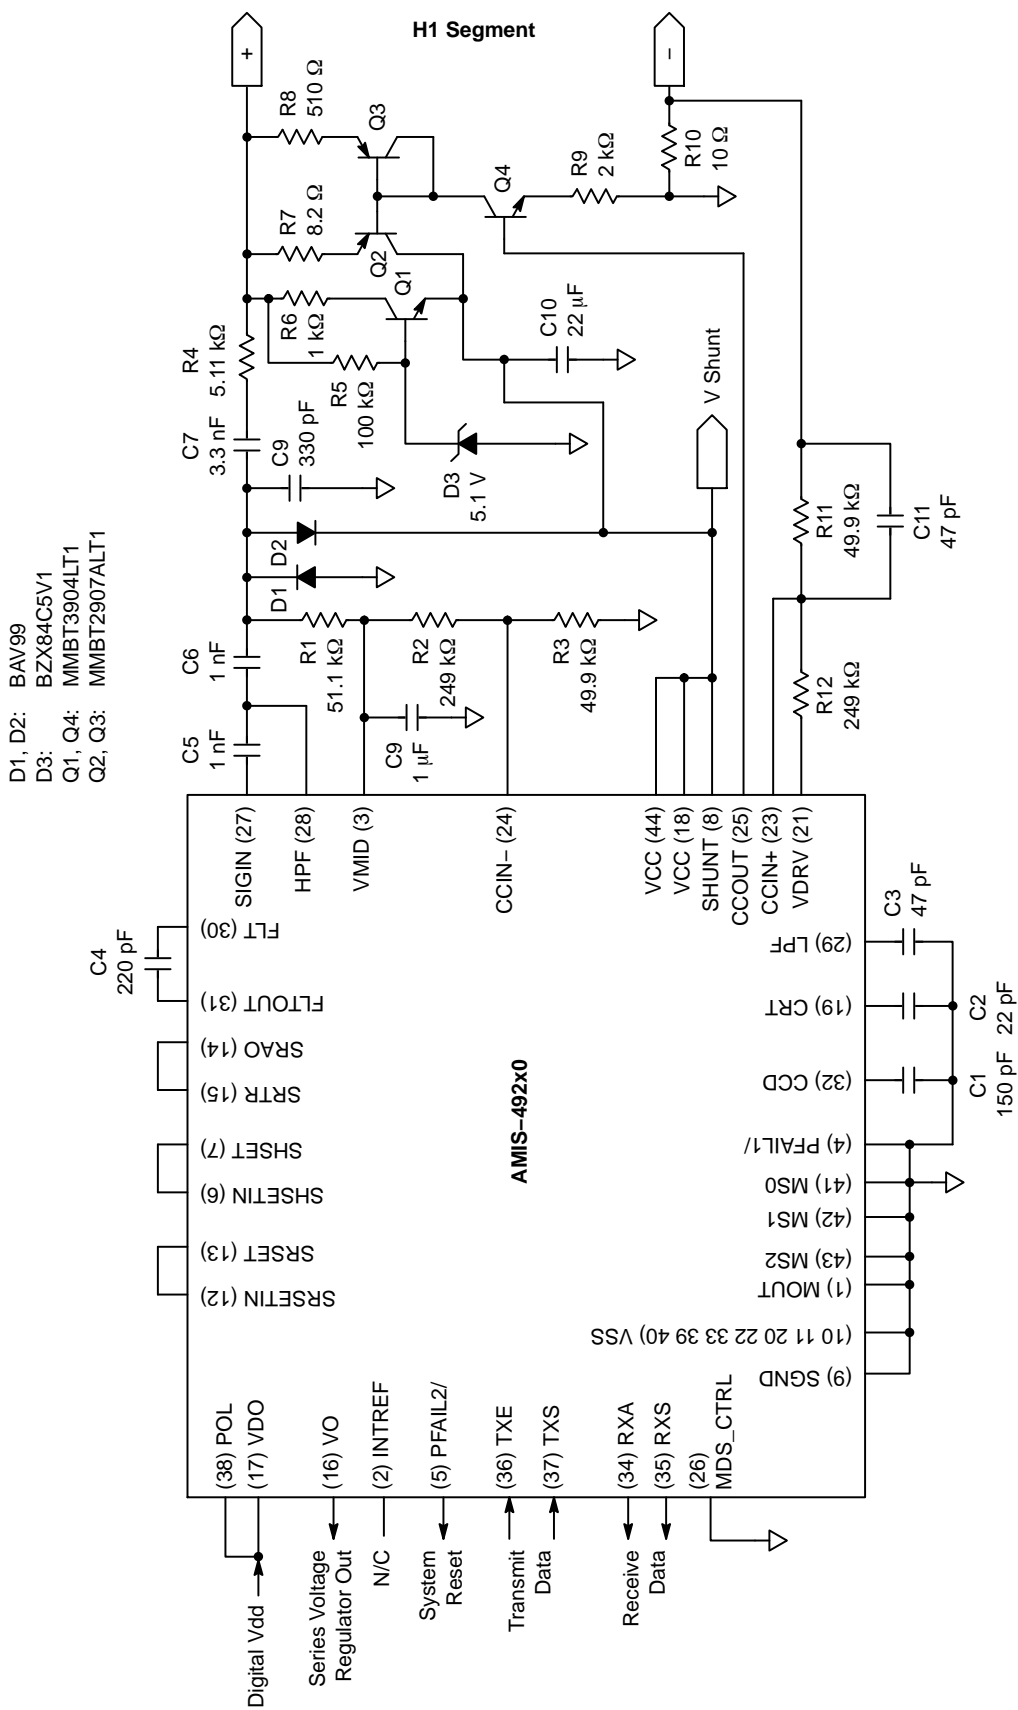 D1, D2: BAV99
D3: BZX84C5V1
Q1, Q4: MMBT3904LT1
Q2, Q3: MMBT2907ALT1
H1 Segment
+
−
R8
510 Ω
Q3
R7
8.2 Ω
Q2
Q1
R6
1 kΩ
R4
5.11 kΩ
R5
100 kΩ
C7
3.3 nF
C9
330 pF
D3
5.1 V
D2
D1
Q4
R9
2 kΩ
R10
10 Ω
C10
22 μF
V Shunt
R1
51.1 kΩ
R2
249 kΩ
R3
49.9 kΩ
C6
1 nF
C5
1 nF
C9
1 μF
R11
49.9 kΩ
C11
47 pF
R12
249 kΩ
SIGIN (27)
HPF (28)
VMID (3)
CCIN− (24)
VCC (44)
VCC (18)
SHUNT (8)
CCOUT (25)
CCIN+ (23)
VDRV (21)
C4
220 pF
(30) FLT
(31) FLTOUT
(14) SRAO
(15) SRTR
(7) SHSET
(6) SHSETIN
(13) SRSET
(12) SRSETIN
AMIS−492x0
(29) LPF
(19) CRT
(32) CCD
(4) PFAIL1/
(41) MS0
(42) MS1
(43) MS2
(1) MOUT
(10 11 20 22 33 39 40) VSS
(9) SGND
C3
47 pF
C2
22 pF
C1
150 pF
(38) POL
(17) VDO
(16) VO
(2) INTREF
(5) PFAIL2/
(36) TXE
(37) TXS
(34) RXA
(35) RXS
(26)
MDS_CTRL
Digital Vdd
Series Voltage
Regulator Out
N/C
System
Reset
Transmit
Data
Receive
Data